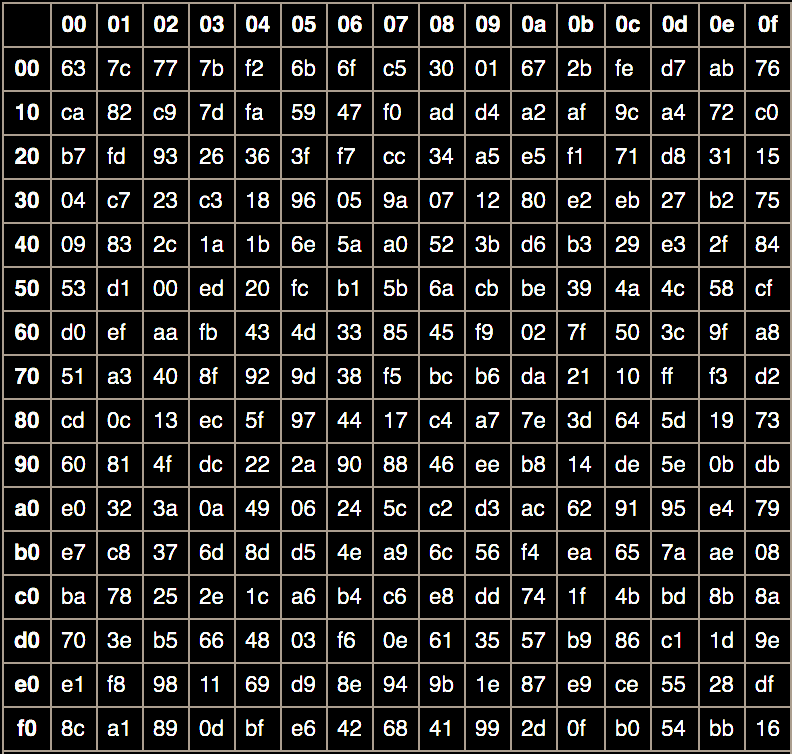 00 01 02 03 04 05 06 07 08 09 0a 0b 0c 0d 0e 0f
00 63 7c 77 7b f2 6b 6f c5 30 01 67 2b fe d7 ab 76
10 ca 82 c9 7d fa 59 47 f0 ad d4 a2 af 9c a4 72 c0
20 b7 fd 93 26 36 3f f7 cc 34 a5 e5 f1 71 d8 31 15
30 04 c7 23 c3 18 96 05 9a 07 12 80 e2 eb 27 b2 75
40 09 83 2c 1a 1b 6e 5a a0 52 3b d6 b3 29 e3 2f 84
50 53 d1 00 ed 20 fc b1 5b 6a cb be 39 4a 4c 58 cf
60 d0 ef aa fb 43 4d 33 85 45 f9 02 7f 50 3c 9f a8
70 51 a3 40 8f 92 9d 38 f5 bc b6 da 21 10 ff f3 d2
80 cd 0c 13 ec 5f 97 44 17 c4 a7 7e 3d 64 5d 19 73
90 60 81 4f dc 22 2a 90 88 46 ee b8 14 de 5e 0b db
a0 e0 32 3a 0a 49 06 24 5c c2 d3 ac 62 91 95 e4 79
b0 e7 c8 37 6d 8d d5 4e a9 6c 56 f4 ea 65 7a ae 08
c0 ba 78 25 2e 1c a6 b4 c6 e8 dd 74 1f 4b bd 8b 8a
d0 70 3e b5 66 48 03 f6 0e 61 35 57 b9 86 c1 1d 9e
e0 e1 f8 98 11 69 d9 8e 94 9b 1e 87 e9 ce 55 28 df
f0 8c a1 89 0d bf e6 42 68 41 99 2d 0f b0 54 bb 16